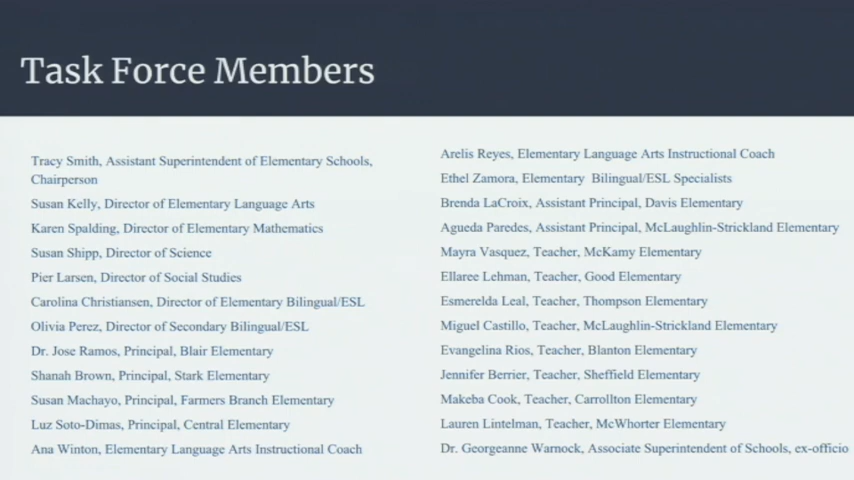 Task Force Members
Tracy Smith, Assistant Superintendent of Elementary Schools,
Chairperson
Susan Kelly, Director of Elementary Language Arts
Karen Spalding, Director of Elementary Mathematics
Susan Shipp, Director of Science
Pier Larsen, Director of Social Studies
Carolina Christiansen, Director of Elementary Bilingual/ESL
Olivia Perez, Director of Secondary Bilingual/ESL
Dr. Jose Ramos, Principal, Blair Elementary
Shanah Brown, Principal, Stark Elementary
Susan Machayo, Principal, Farmers Branch Elementary
Luz Soto-Dimas, Principal, Central Elementary
Ana Winton, Elementary Language Arts Instructional Coach
Arelis Reyes, Elementary Language Arts Instructional Coach
Ethel Zamora, Elementary Bilingual/ESL Specialists
Brenda LaCroix, Assistant Principal, Davis Elementary
Agueda Paredes, Assistant Principal, McLaughlin-Strickland Elementary
Mayra Vasquez, Teacher, McKamy Elementary
Ellaree Lehman, Teacher, Good Elementary
Esmerelda Leal, Teacher, Thompson Elementary
Miguel Castillo, Teacher, McLaughlin-Strickland Elementary
Evangelina Rios, Teacher, Blanton Elementary
Jennifer Berrier, Teacher, Sheffield Elementary
Makeba Cook, Teacher, Carrollton Elementary
Lauren Lintelman, Teacher, McWhorter Elementary
Dr. Georgeanne Warnock, Associate Superintendent of Schools, ex-officio